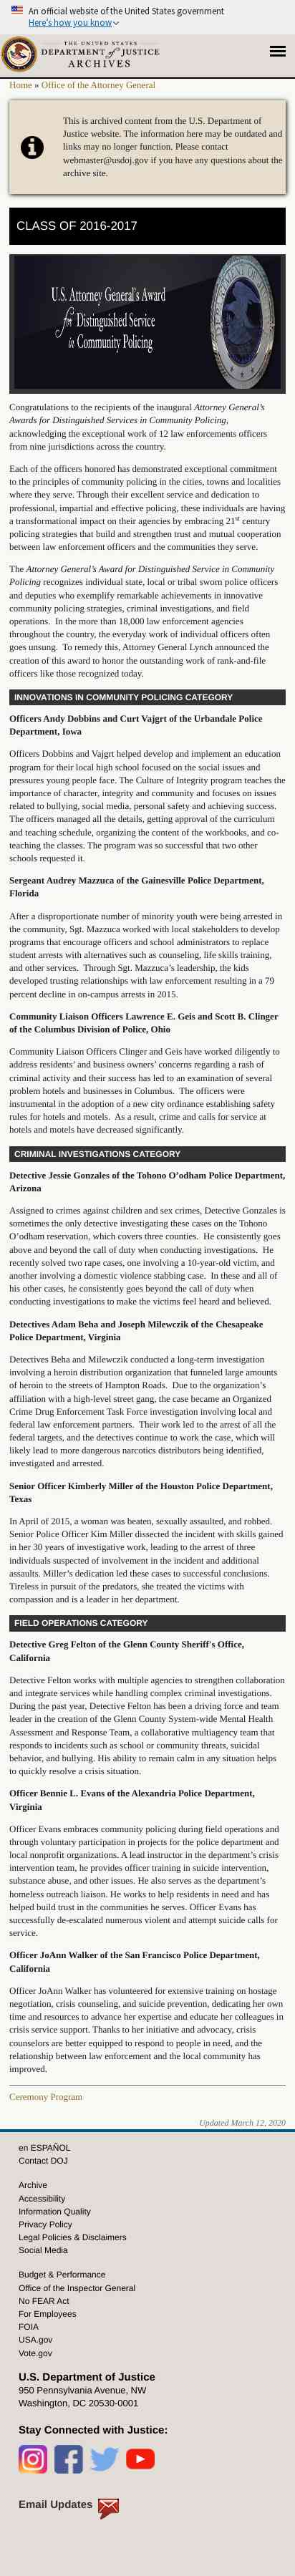 An official website of the United States government
Here's how you know
THE UNITED STATES
DEPARTMENT of JUSTICE
ARCHIVES
Home » Office of the Attorney General
This is archived content from the U.S. Department of
Justice website. The information here may be outdated and
links may no longer function. Please contact
webmaster@usdoj.gov if you have any questions about the
archive site.
CLASS OF 2016-2017
U.S. Attorney General's Award
for Distinguished Service
in Community Policing
Congratulations to the recipients of the inaugural Attorney General's
Awards for Distinguished Services in Community Policing,
acknowledging the exceptional work of 12 law enforcements officers
from nine jurisdictions across the country.
Each of the officers honored has demonstrated exceptional commitment
to the principles of community policing in the cities, towns and localities
where they serve. Through their excellent service and dedication to
professional, impartial and effective policing, these individuals are having
a transformational impact on their agencies by embracing 21st century
policing strategies that build and strengthen trust and mutual cooperation
between law enforcement officers and the communities they serve.
The Attorney General's Award for Distinguished Service in Community
Policing recognizes individual state, local or tribal sworn police officers
and deputies who exemplify remarkable achievements in innovative
community policing strategies, criminal investigations, and field
operations.  In the more than 18,000 law enforcement agencies
throughout the country, the everyday work of individual officers often
goes unsung.  To remedy this, Attorney General Lynch announced the
creation of this award to honor the outstanding work of rank-and-file
officers like those recognized today.
INNOVATIONS IN COMMUNITY POLICING CATEGORY
Officers Andy Dobbins and Curt Vajgrt of the Urbandale Police
Department, Iowa
Officers Dobbins and Vajgrt helped develop and implement an education
program for their local high school focused on the social issues and
pressures young people face. The Culture of Integrity program teaches the
importance of character, integrity and community and focuses on issues
related to bullying, social media, personal safety and achieving success.
The officers managed all the details, getting approval of the curriculum
and teaching schedule, organizing the content of the workbooks, and co-
teaching the classes. The program was so successful that two other
schools requested it.
Sergeant Audrey Mazzuca of the Gainesville Police Department,
Florida
After a disproportionate number of minority youth were being arrested in
the community, Sgt. Mazzuca worked with local stakeholders to develop
programs that encourage officers and school administrators to replace
student arrests with alternatives such as counseling, life skills training,
and other services.  Through Sgt. Mazzuca's leadership, the kids
developed trusting relationships with law enforcement resulting in a 79
percent decline in on-campus arrests in 2015.
Community Liaison Officers Lawrence E. Geis and Scott B. Clinger
of the Columbus Division of Police, Ohio
Community Liaison Officers Clinger and Geis have worked diligently to
address residents' and business owners' concerns regarding a rash of
criminal activity and their success has led to an examination of several
problem hotels and businesses in Columbus.  The officers were
instrumental in the adoption of a new city ordinance establishing safety
rules for hotels and motels.  As a result, crime and calls for service at
hotels and motels have decreased significantly.
CRIMINAL INVESTIGATIONS CATEGORY
Detective Jessie Gonzales of the Tohono O'odham Police Department,
Arizona
Assigned to crimes against children and sex crimes, Detective Gonzales is
sometimes the only detective investigating these cases on the Tohono
O'odham reservation, which covers three counties.  He consistently goes
above and beyond the call of duty when conducting investigations.  He
recently solved two rape cases, one involving a 10-year-old victim, and
another involving a domestic violence stabbing case.  In these and all of
his other cases, he consistently goes beyond the call of duty when
conducting investigations to make the victims feel heard and believed.
Detectives Adam Beha and Joseph Milewczik of the Chesapeake
Police Department, Virginia
Detectives Beha and Milewczik conducted a long-term investigation
involving a heroin distribution organization that funneled large amounts
of heroin to the streets of Hampton Roads.  Due to the organization's
affiliation with a high-level street gang, the case became an Organized
Crime Drug Enforcement Task Force investigation involving local and
federal law enforcement partners.  Their work led to the arrest of all the
federal targets, and the detectives continue to work the case, which will
likely lead to more dangerous narcotics distributors being identified,
investigated and arrested.
Senior Officer Kimberly Miller of the Houston Police Department,
Texas
In April of 2015, a woman was beaten, sexually assaulted, and robbed.
Senior Police Officer Kim Miller dissected the incident with skills gained
in her 30 years of investigative work, leading to the arrest of three
individuals suspected of involvement in the incident and additional
assaults. Miller's dedication led these cases to successful conclusions.
Tireless in her pursuit of the predators, she treated the victims with
compassion and is a leader in her department.
FIELD OPERATIONS CATEGORY
Detective Greg Felton of the Glenn County Sheriff's Office,
California
Detective Felton works with multiple agencies to strengthen collaboration
and integrate services while handling complex criminal investigations.
During the past year, Detective Felton has been a driving force and team
leader in the creation of the Glenn County System-wide Mental Health
Assessment and Response Team, a collaborative multiagency team that
responds to incidents such as school or community threats, suicidal
behavior, and bullying. His ability to remain calm in any situation helps
to quickly resolve a crisis situation.
Officer Bennie L. Evans of the Alexandria Police Department,
Virginia
Officer Evans embraces community policing during field operations and
through voluntary participation in projects for the police department and
local nonprofit organizations. A lead instructor in the department's crisis
intervention team, he provides officer training in suicide intervention,
substance abuse, and other issues. He also serves as the department's
homeless outreach liaison. He works to help residents in need and has
helped build trust in the communities he serves. Officer Evans has
successfully de-escalated numerous violent and attempt suicide calls for
service.
Officer JoAnn Walker of the San Francisco Police Department,
California
Officer JoAnn Walker has volunteered for extensive training on hostage
negotiation, crisis counseling, and suicide prevention, dedicating her own
time and resources to advance her expertise and educate her colleagues in
crisis service support. Thanks to her initiative and advocacy, crisis
counselors are better equipped to respond to people in need, and the
relationship between law enforcement and the local community has
improved.
Ceremony Program
Updated March 12, 2020
en ESPAÑOL
Contact DOJ
Archive
Accessibility
Information Quality
Privacy Policy
Legal Policies & Disclaimers
Social Media
Budget & Performance
Office of the Inspector General
No FEAR Act
For Employees
FOIA
USA.gov
Vote.gov
U.S. Department of Justice
950 Pennsylvania Avenue, NW
Washington, DC 20530-0001
Stay Connected with Justice:
Email Updates